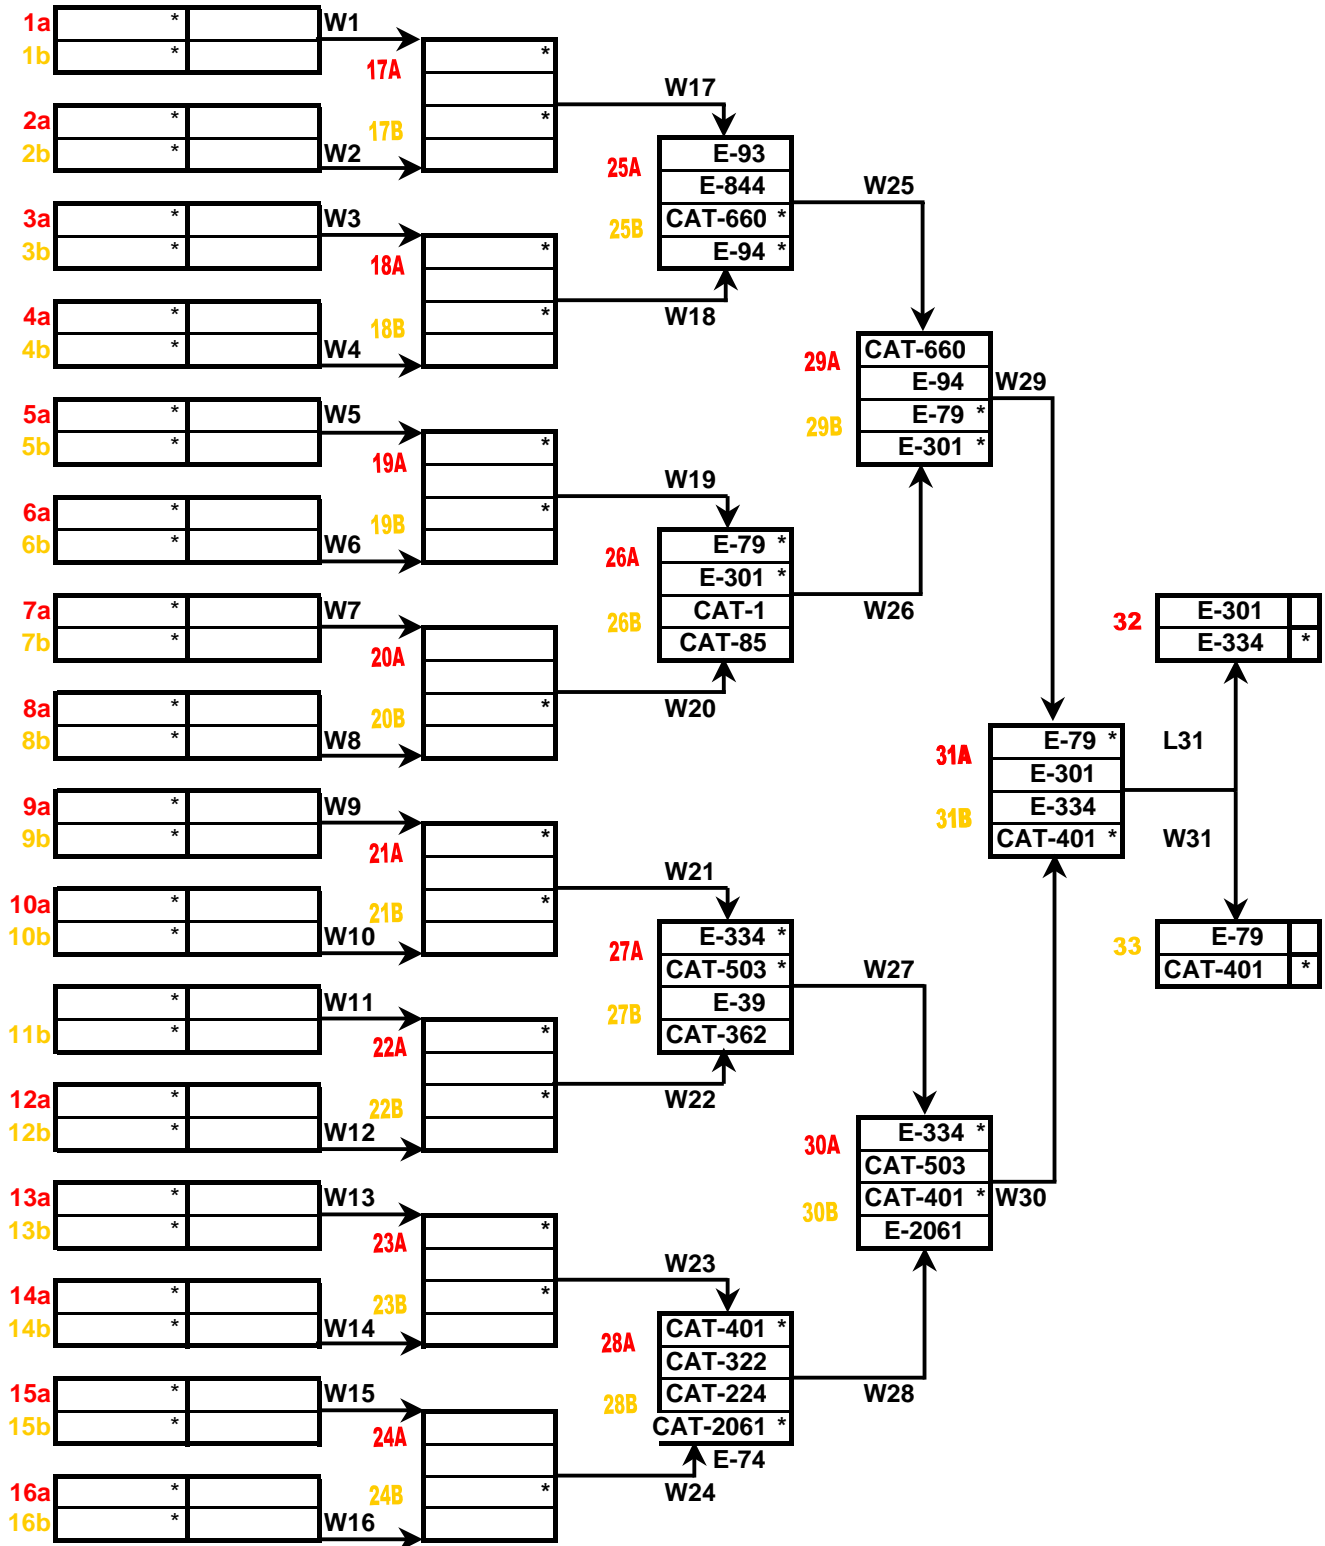 1a * W1
1b *
17A *
2a *
17B *
2b * W2
W17
25A E-93
E-844
25B CAT-660 *
E-94 *
W25
3a * W3
3b *
18A *
4a *
18B *
4b * W4
W18
29A CAT-660
E-94 W29
29B E-79 *
E-301 *
5a * W5
5b *
19A *
6a *
19B *
6b * W6
W19
26A E-79 *
E-301 *
26B CAT-1
CAT-85
W26
7a * W7
7b *
20A
8a *
20B *
8b * W8
W20
32 E-301
E-334 *
31A E-79 *
E-301
31B E-334
CAT-401 *
L31
W31
9a * W9
9b *
21A *
10a *
21B *
10b * W10
W21
27A E-334 *
CAT-503 *
27B E-39
CAT-362
W27
33 E-79
CAT-401 *
* W11
11b *
22A *
12a *
22B *
12b * W12
W22
30A E-334 *
CAT-503
30B CAT-401 * W30
E-2061
13a * W13
13b *
23A *
14a *
23B *
14b * W14
W23
28A CAT-401 *
CAT-322
28B CAT-224
CAT-2061 *
E-74
W28
15a * W15
15b *
24A
16a *
24B *
16b * W16
W24